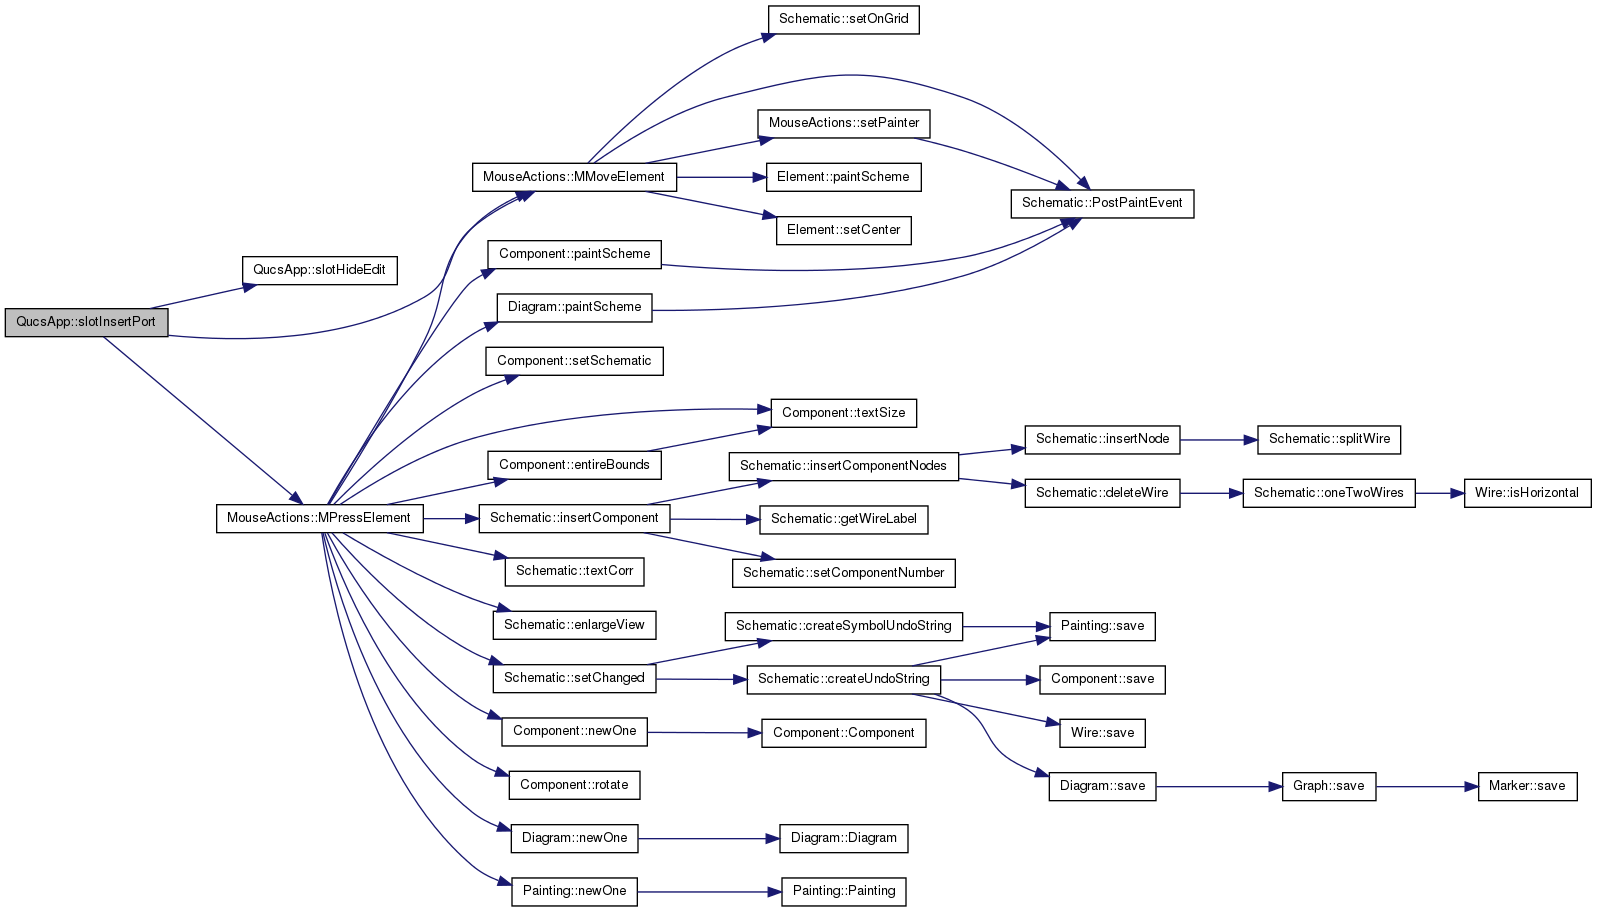 Schematic::setOnGrid
MouseActions::setPainter
MouseActions::MMoveElement
Element::paintScheme
Schematic::PostPaintEvent
Element::setCenter
Component::paintScheme
QucsApp::slotHideEdit
Diagram::paintScheme
QucsApp::slotInsertPort
Component::setSchematic
Component::textSize
Schematic::insertNode
Schematic::splitWire
Component::entireBounds
Schematic::insertComponentNodes
Schematic::deleteWire
Schematic::oneTwoWires
Wire::isHorizontal
MouseActions::MPressElement
Schematic::insertComponent
Schematic::getWireLabel
Schematic::textCorr
Schematic::setComponentNumber
Schematic::enlargeView
Schematic::createSymbolUndoString
Painting::save
Schematic::setChanged
Schematic::createUndoString
Component::save
Component::newOne
Component::Component
Wire::save
Component::rotate
Diagram::save
Graph::save
Marker::save
Diagram::newOne
Diagram::Diagram
Painting::newOne
Painting::Painting